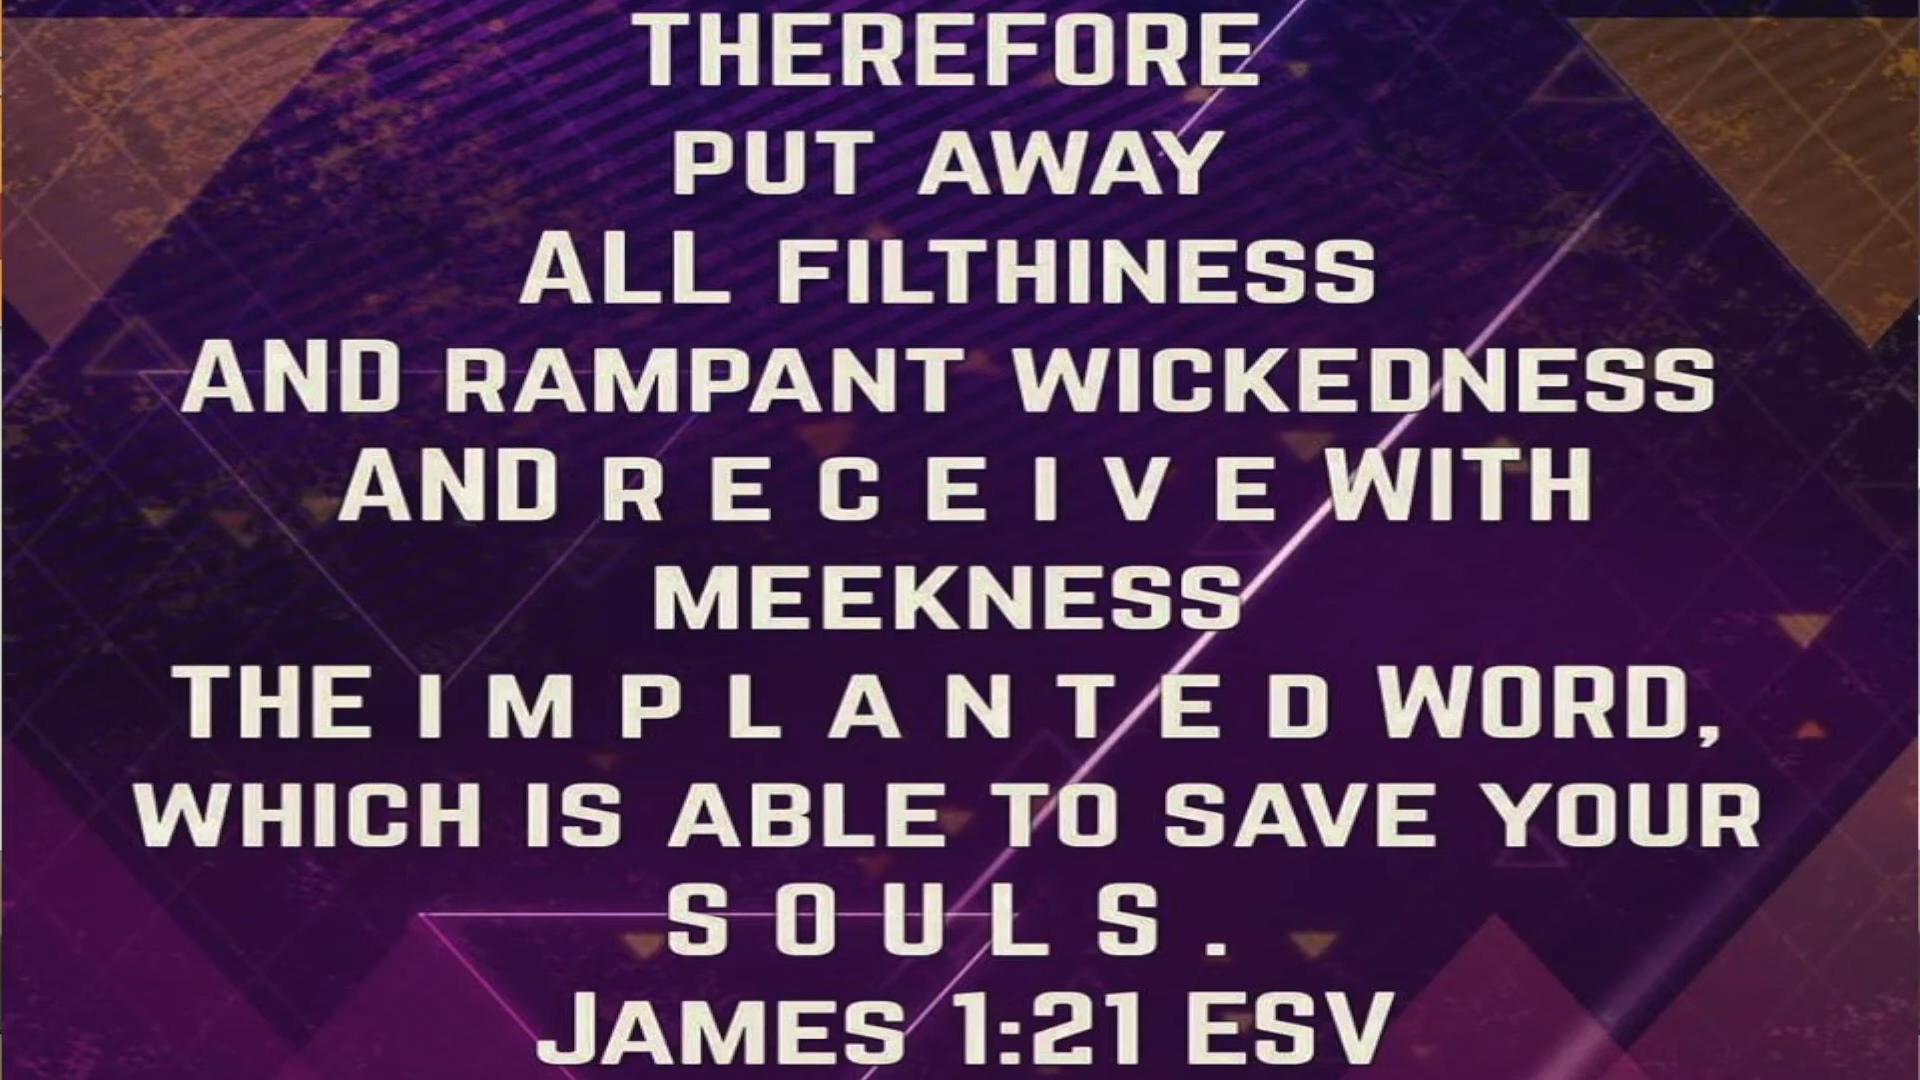 THEREFORE
PUT AWAY
ALL FILTHINESS
AND RAMPANT WICKEDNESS
AND R E C E I V E WITH
MEEKNESS
THE I M P L A N T E D WORD,
WHICH IS ABLE TO SAVE YOUR
S O U L S .
JAMES 1:21 ESV